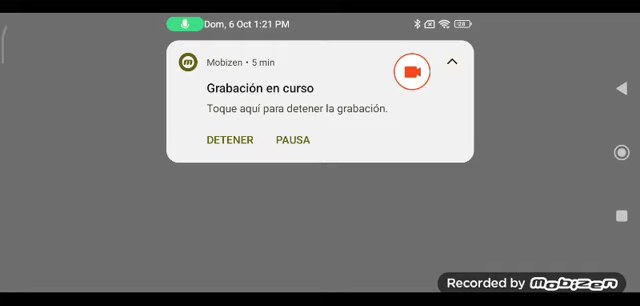 Dom, 6 Oct 1:21 PM
Mobizen • 5 min
Grabación en curso
Toque aquí para detener la grabación.
DETENER PAUSA
Recorded by Mobizen